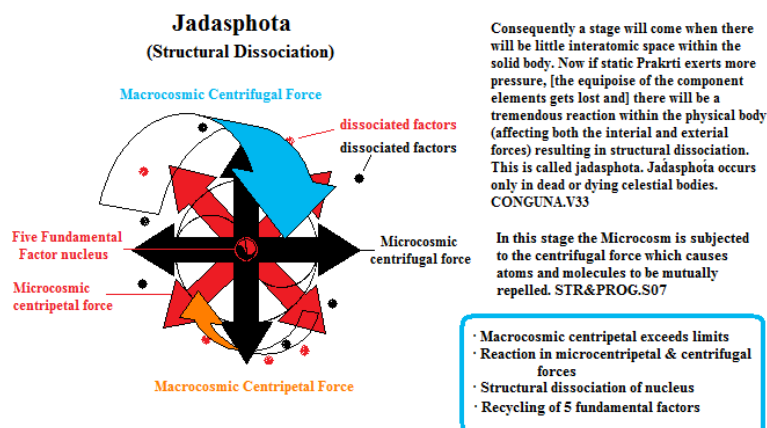 Jadasphota
(Structural Dissociation)
Macrocosmic Centrifugal Force
dissociated factors
dissociated factors
Five Fundamental
Factor nucleus
Microcosmic
centrifugal force
Microcosmic
centripetal force
Macrocosmic Centripetal Force
Consequently a stage will come when there
will be little interatomic space within the
solid body. Now if static Prakrti exerts more
pressure, [the equipoise of the component
elements gets lost and] there will be a
tremendous reaction within the physical body
(affecting both the interial and exterial
forces) resulting in structural dissociation.
This is called jadasphota. Jad́asphot́a occurs
only in dead or dying celestial bodies.
CONGUNA.V33
In this stage the Microcosm is subjected
to the centrifugal force which causes
atoms and molecules to be mutually
repelled. STR&PROG.S07
· Macrocosmic centripetal exceeds limits
· Reaction in microcentripetal & centrifugal
forces
· Structural dissociation of nucleus
· Recycling of 5 fundamental factors